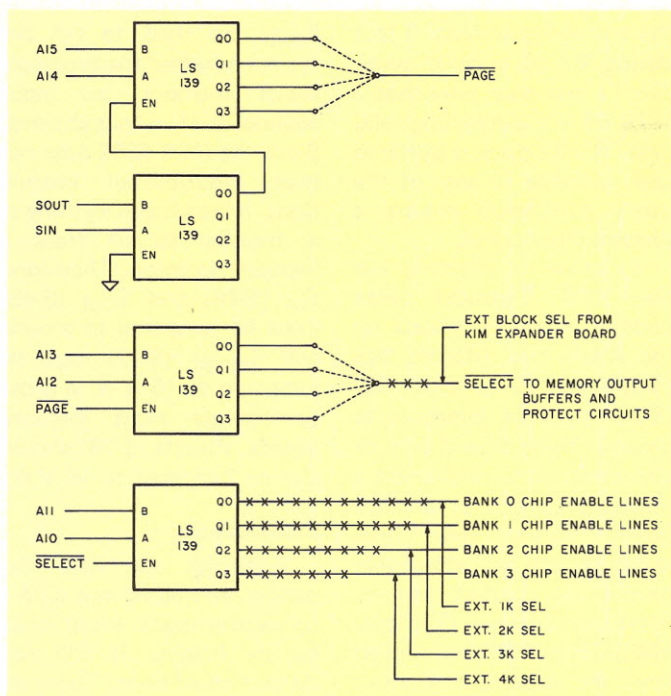 A15
A14
B
A
EN
LS
139
Q0
Q1
Q2
Q3
PAGE
SOUT
SIN
B
A
EN
LS
139
Q0
Q1
Q2
Q3
A13
A12
PAGE
B
A
EN
LS
139
Q0
Q1
Q2
Q3
EXT BLOCK SEL FROM
KIM EXPANDER BOARD
SELECT TO MEMORY OUTPUT
BUFFERS AND
PROTECT CIRCUITS
A11
A10
SELECT
B
A
EN
LS
139
Q0
Q1
Q2
Q3
BANK 0 CHIP ENABLE LINES
BANK 1 CHIP ENABLE LINES
BANK 2 CHIP ENABLE LINES
BANK 3 CHIP ENABLE LINES
EXT. 1K SEL
EXT. 2K SEL
EXT. 3K SEL
EXT. 4K SEL